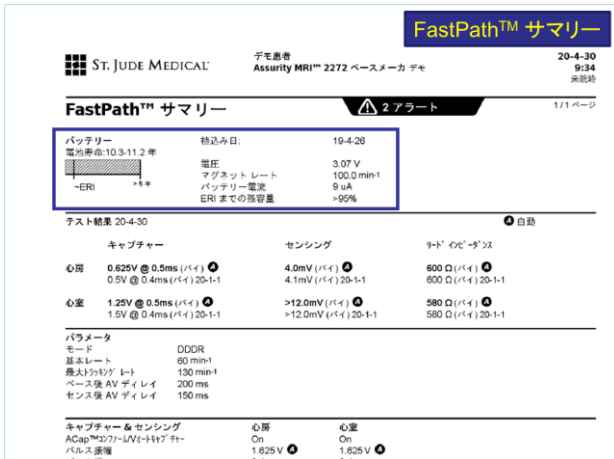 FastPath™ サマリー
ST. JUDE MEDICAL
デモ患者
Assurity MRI™ 2272 ペースメーカ デモ
20-4-30
9:34
来院時
FastPath™ サマリー
2 アラート
1/1 ページ
バッテリー
電池寿命:10.3-11.2 年
~ERI
>5 年
植込み日: 19-4-26
電圧 3.07 V
マグネット レート 100.0 min-1
バッテリー電流 9 uA
ERI までの残容量 >95%
テスト結果 20-4-30
A 自動
キャプチャー センシング リード インピーダンス
心房 0.625V @ 0.5ms (バイ) A 4.0mV (バイ) A 600 Ω (バイ) A
0.5V @ 0.4ms (バイ) 20-1-1 4.1mV (バイ) 20-1-1 600 Ω (バイ) 20-1-1
心室 1.25V @ 0.5ms (バイ) A >12.0mV (バイ) A 580 Ω (バイ) A
1.5V @ 0.4ms (バイ) 20-1-1 >12.0mV (バイ) 20-1-1 580 Ω (バイ) 20-1-1
パラメータ
モード DDDR
基本レート 60 min-1
最大トラッキング レート 130 min-1
ペース後 AV ディレイ 200 ms
センス後 AV ディレイ 150 ms
キャプチャー & センシング 心房 心室
ACap™コンファーム/Vオートキャプチャー On On
パルス振幅 1.625 V A 1.625 V A